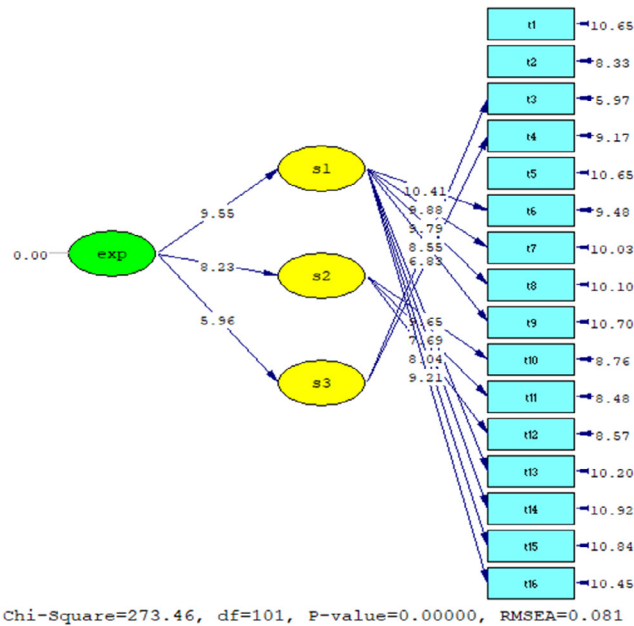 t1 10.65
t2 8.33
t3 5.97
t4 9.17
s1
t5 10.65
10.41
t6 9.48
9.88
9.55
9.79
t7 10.03
8.55
0.00 exp
6.83
8.23
s2
t8 10.10
t9 10.70
5.96
9.65
7.69
t10 8.76
8.04
s3
9.21
t11 8.48
t12 8.57
t13 10.20
t14 10.92
t15 10.84
t16 10.45
Chi-Square=273.46, df=101, P-value=0.00000, RMSEA=0.081